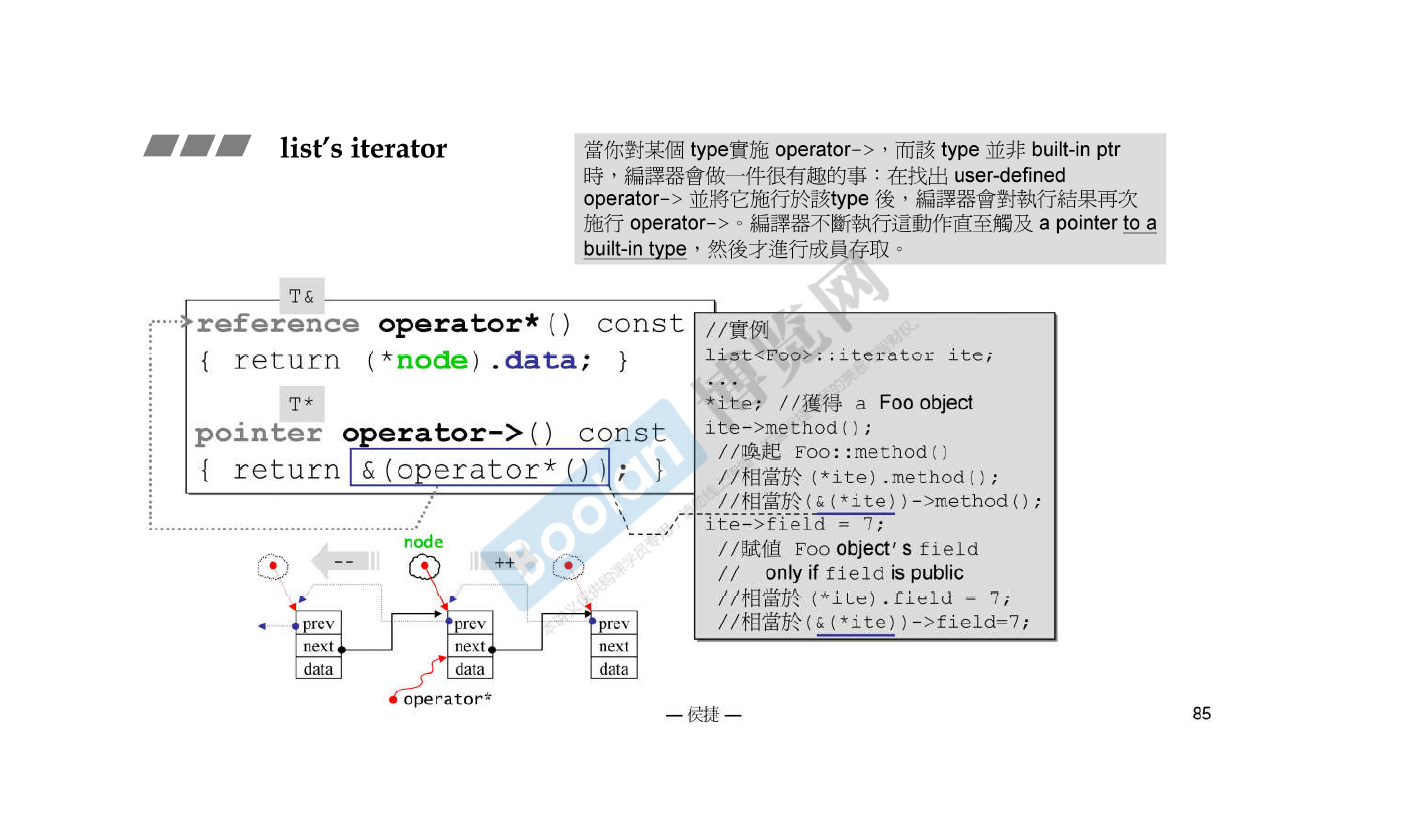 list's iterator
當你對某個 type實施 operator->，而該 type 並非 built-in ptr
時，編譯器會做一件很有趣的事：在找出 user-defined
operator-> 並將它施行於該type 後，編譯器會對執行結果再次
施行 operator->。編譯器不斷執行這動作直至觸及 a pointer to a
built-in type，然後才進行成員存取。
T&
reference operator*() const
{ return (*node).data; }
T*
pointer operator->() const
{ return &(operator*()); }
//實例
list<Foo>::iterator ite;
...
*ite; //獲得 a Foo object
ite->method();
//喚起 Foo::method()
//相當於 (*ite).method();
//相當於(&(*ite))->method();
ite->field = 7;
//賦值 Foo object's field
// only if field is public
//相當於 (*ite).field = 7;
//相當於(&(*ite))->field=7;
node
--
++
prev
next
data
prev
next
data
prev
next
data
operator*
Boolan
博览网
— 侯捷 —
85